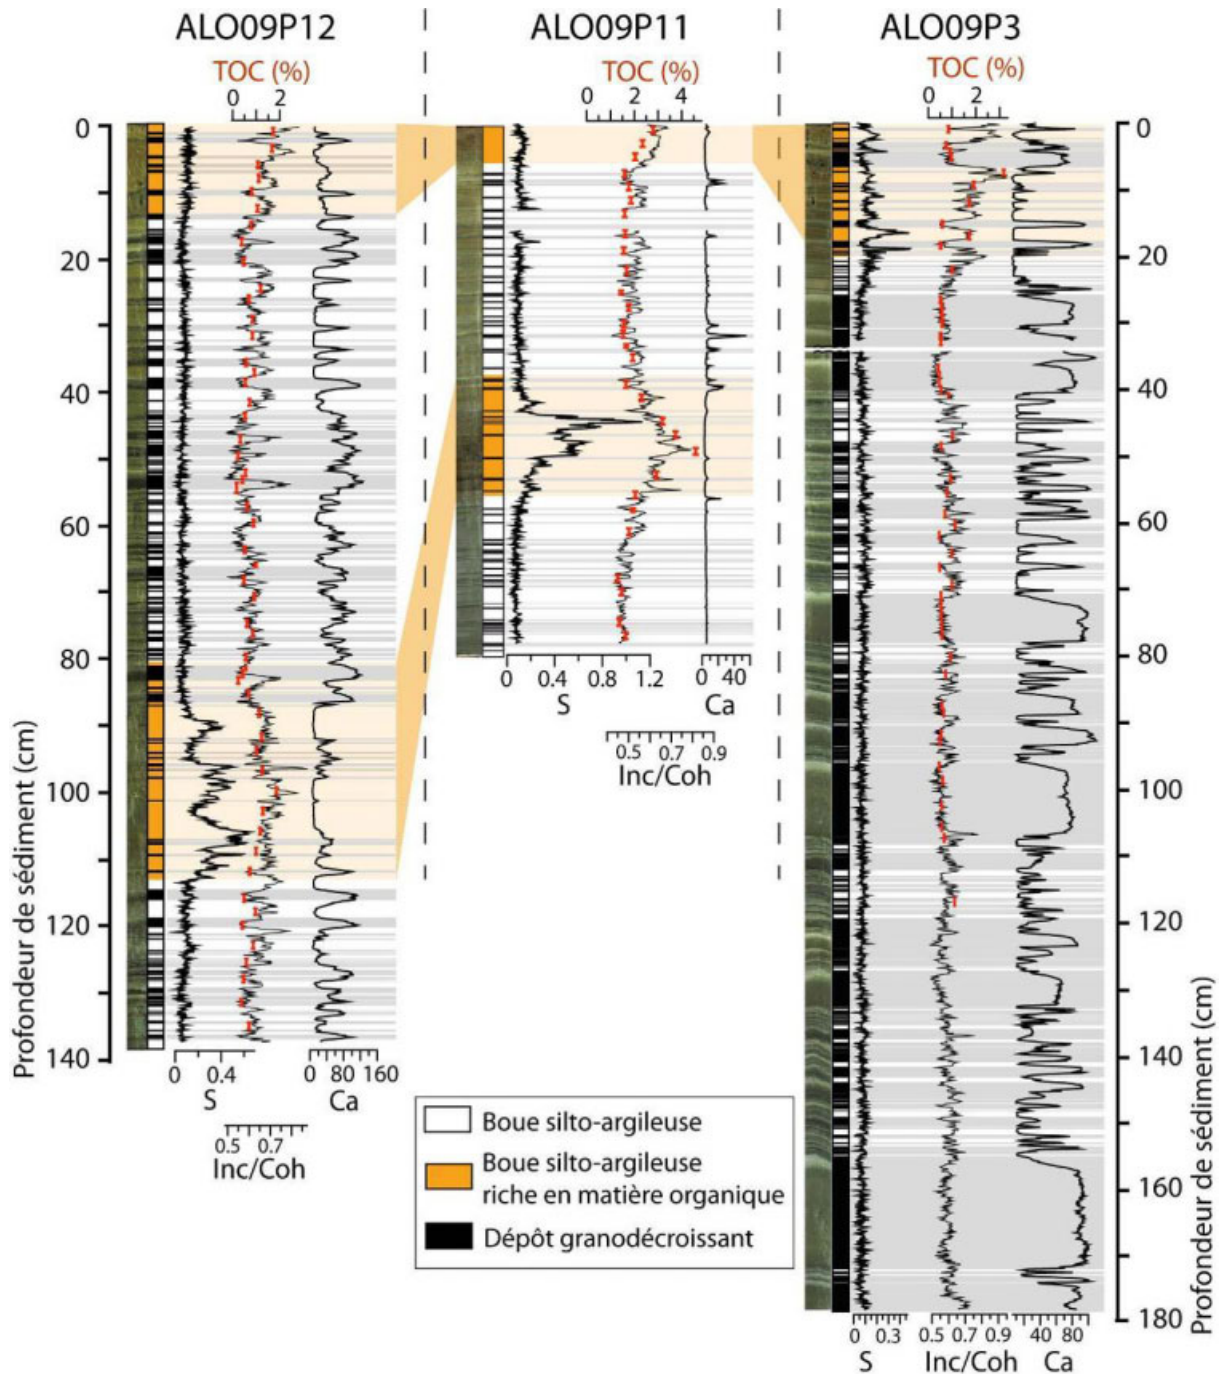 ALO09P12
ALO09P11
ALO09P3
TOC (%)
TOC (%)
TOC (%)
0 2
0 2 4
0 2
0
20
40
60
80
100
120
140
Profondeur de sédiment (cm)
0
20
40
60
80
100
120
140
160
180
Profondeur de sédiment (cm)
0 0.4 0.8 1.2
0 40
S
Ca
0.5 0.7 0.9
Inc/Coh
0 0.4
0 80 160
S
Ca
0.5 0.7
Inc/Coh
Boue silto-argileuse
Boue silto-argileuse
riche en matière organique
Dépôt granodécroissant
0 0.3
0.5 0.7 0.9
40 80
S
Inc/Coh
Ca